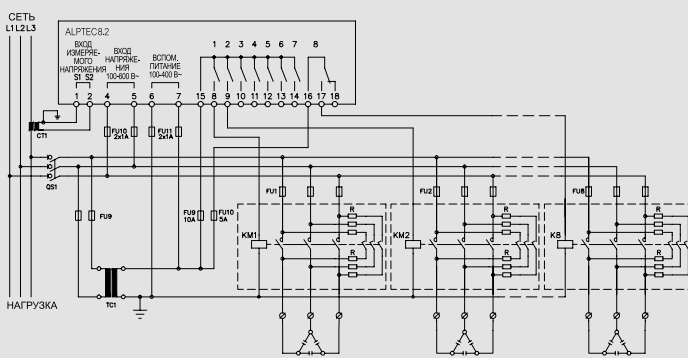 СЕТЬ
L1 L2 L3
ALPTEC8.2
ВХОД
ИЗМЕРЯЕ-
МОГО
НАПРЯЖЕНИЯ
S1 S2
ВХОД
НАПРЯЖЕ-
НИЯ
100-600 В~
ВСПОМ.
ПИТАНИЕ
100-400 В~
1 2 3 4 5 6 7 8
1 2 4 5 6 7 15 8 9 10 11 12 13 14 16 17 18
CT1
FU10
2x1A
FU11
2x1A
QS1
FU1
FU2
FU8
FU9
FU9
10A
FU10
5A
R
R
R
KM1
KM2
K8
R
R
R
TC1
НАГРУЗКА